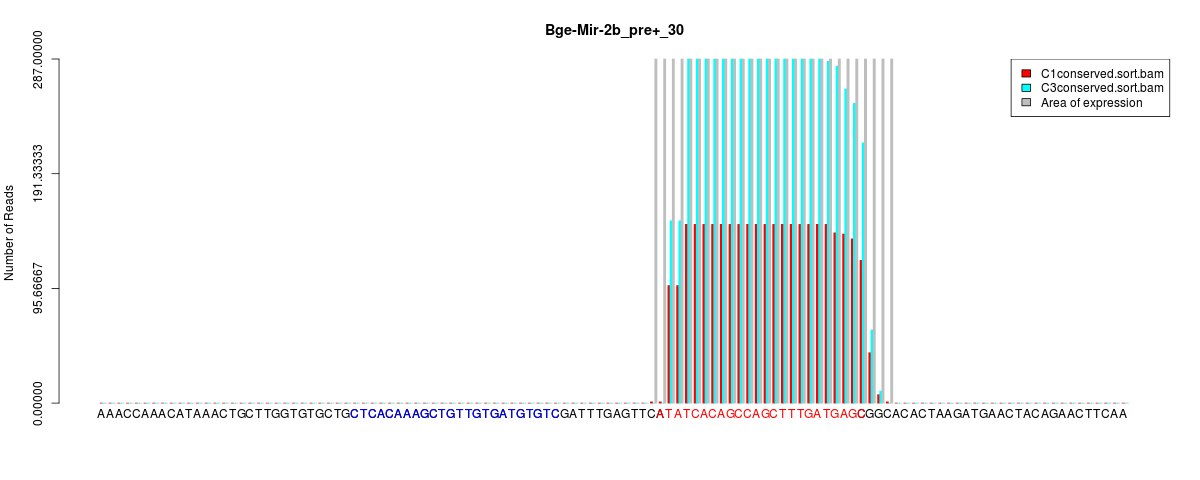 Bge-Mir-2b_pre+_30
C1conserved.sort.bam
C3conserved.sort.bam
Area of expression
Number of Reads
287.00000
191.33333
95.66667
0.00000
AAACCAAACATAAACTGCTTGGTGTGCTGCTCACAAAGCTGTTGTGATGTGTCGATTTGAGTTCATATCACAGCCAGCTTTGATGAGCGGCACACTAAGATGAACTACAGAACTTCAA